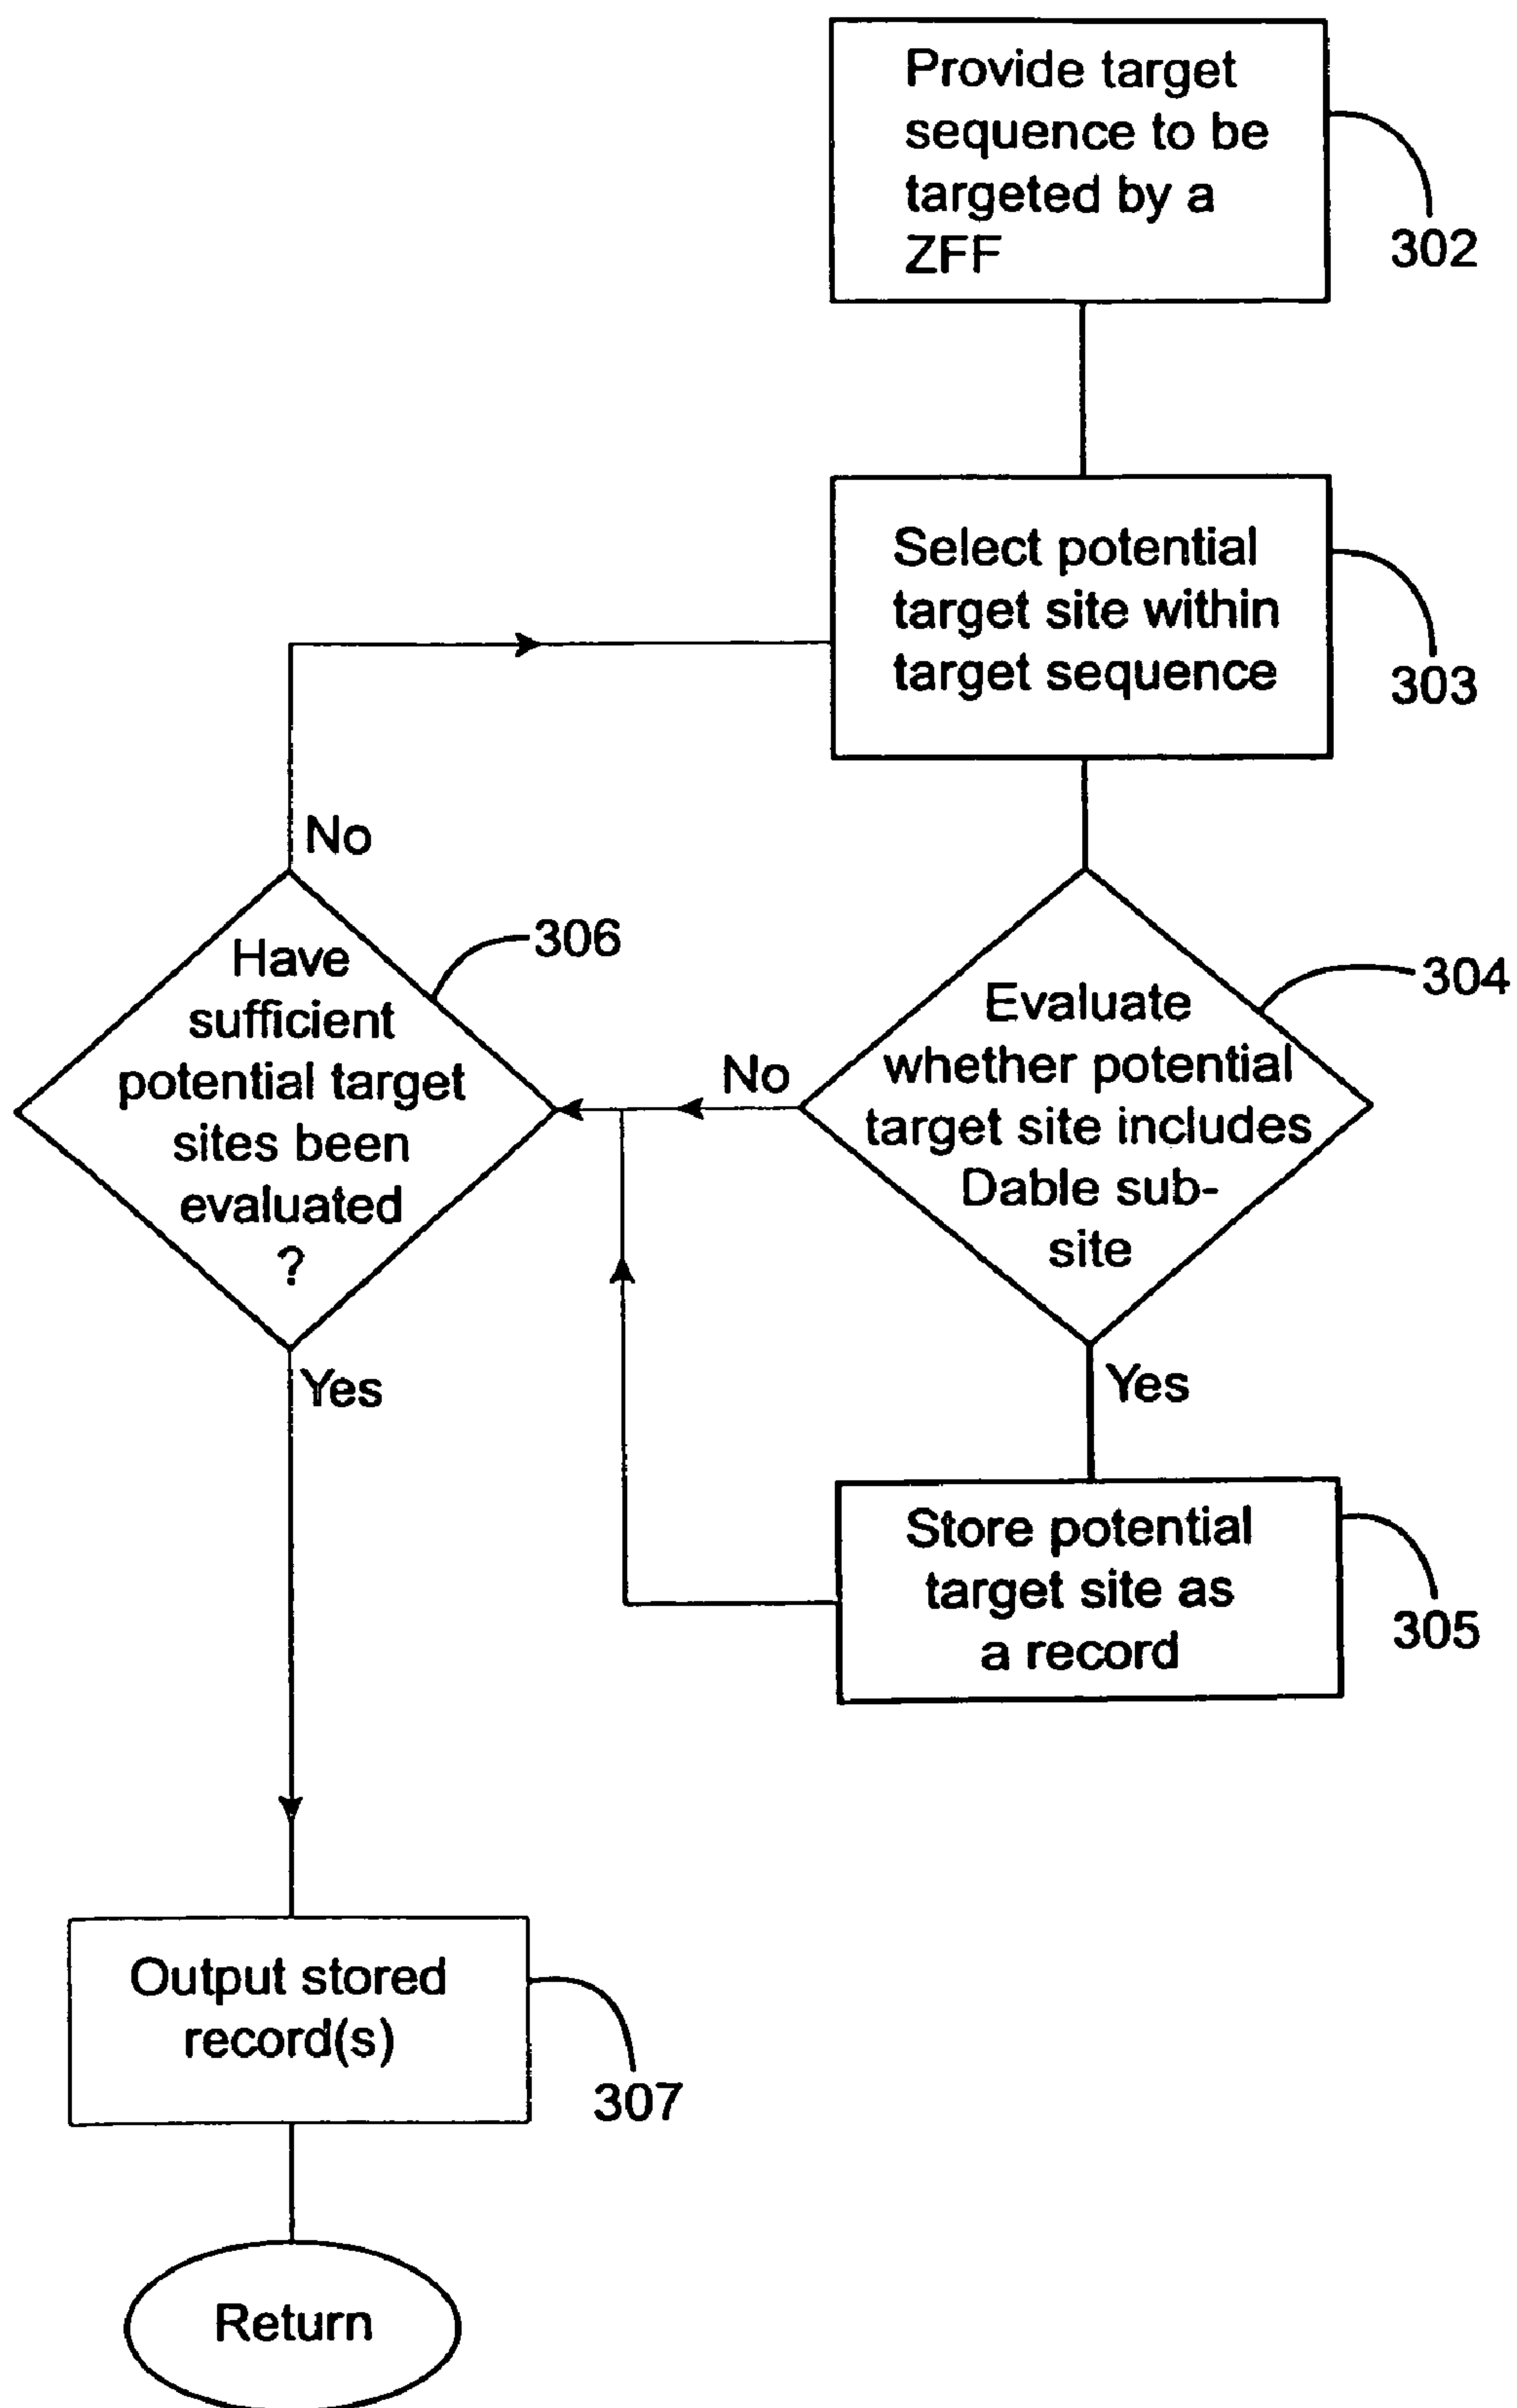 Provide target
sequence to be
targeted by a
ZFF
302
Select potential
target site within
target sequence
303
No
Have
sufficient
potential target
sites been
evaluated
?
306
Evaluate
whether potential
target site includes
Dable sub-
site
304
No
Yes
Yes
Store potential
target site as
a record
305
Output stored
record(s)
307
Return